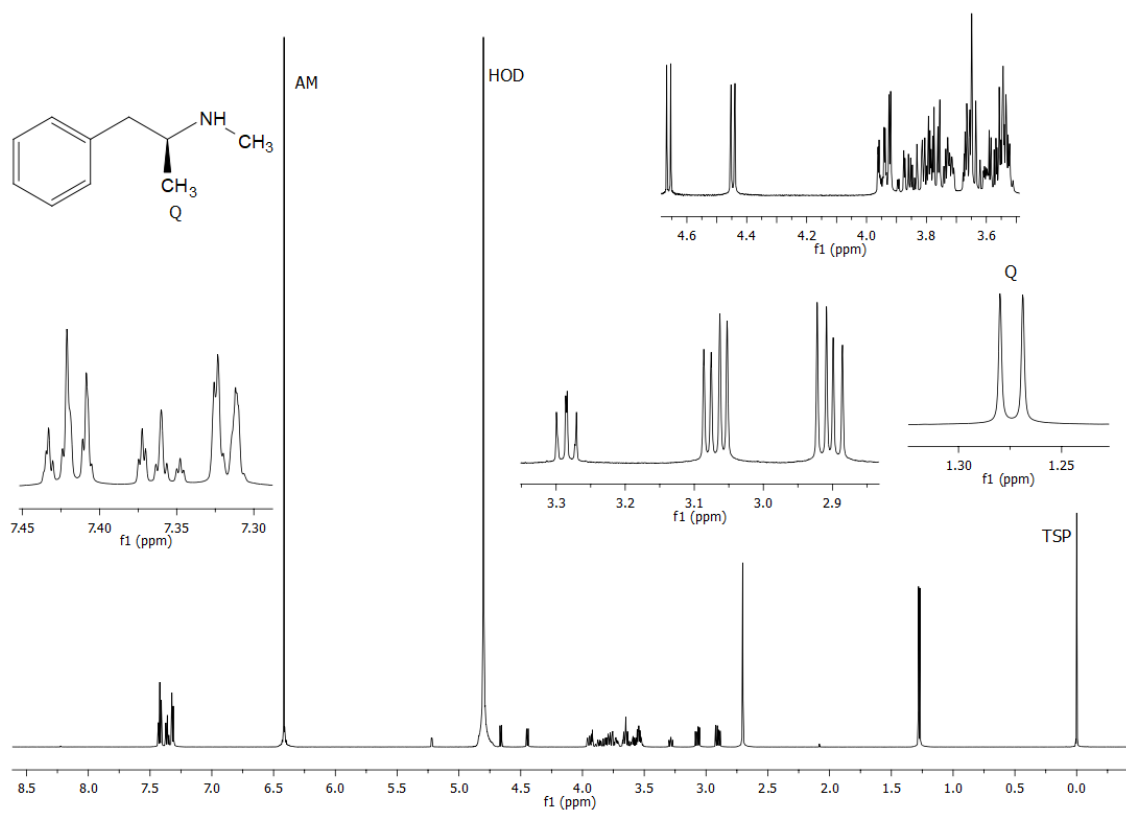 AM
HOD
NH
CH3
CH3
Q
4.6 4.4 4.2 4.0 3.8 3.6
f1 (ppm)
Q
7.45 7.40 7.35 7.30
f1 (ppm)
3.3 3.2 3.1 3.0 2.9
f1 (ppm)
1.30 1.25
f1 (ppm)
TSP
8.5 8.0 7.5 7.0 6.5 6.0 5.5 5.0 4.5 4.0 3.5 3.0 2.5 2.0 1.5 1.0 0.5 0.0
f1 (ppm)